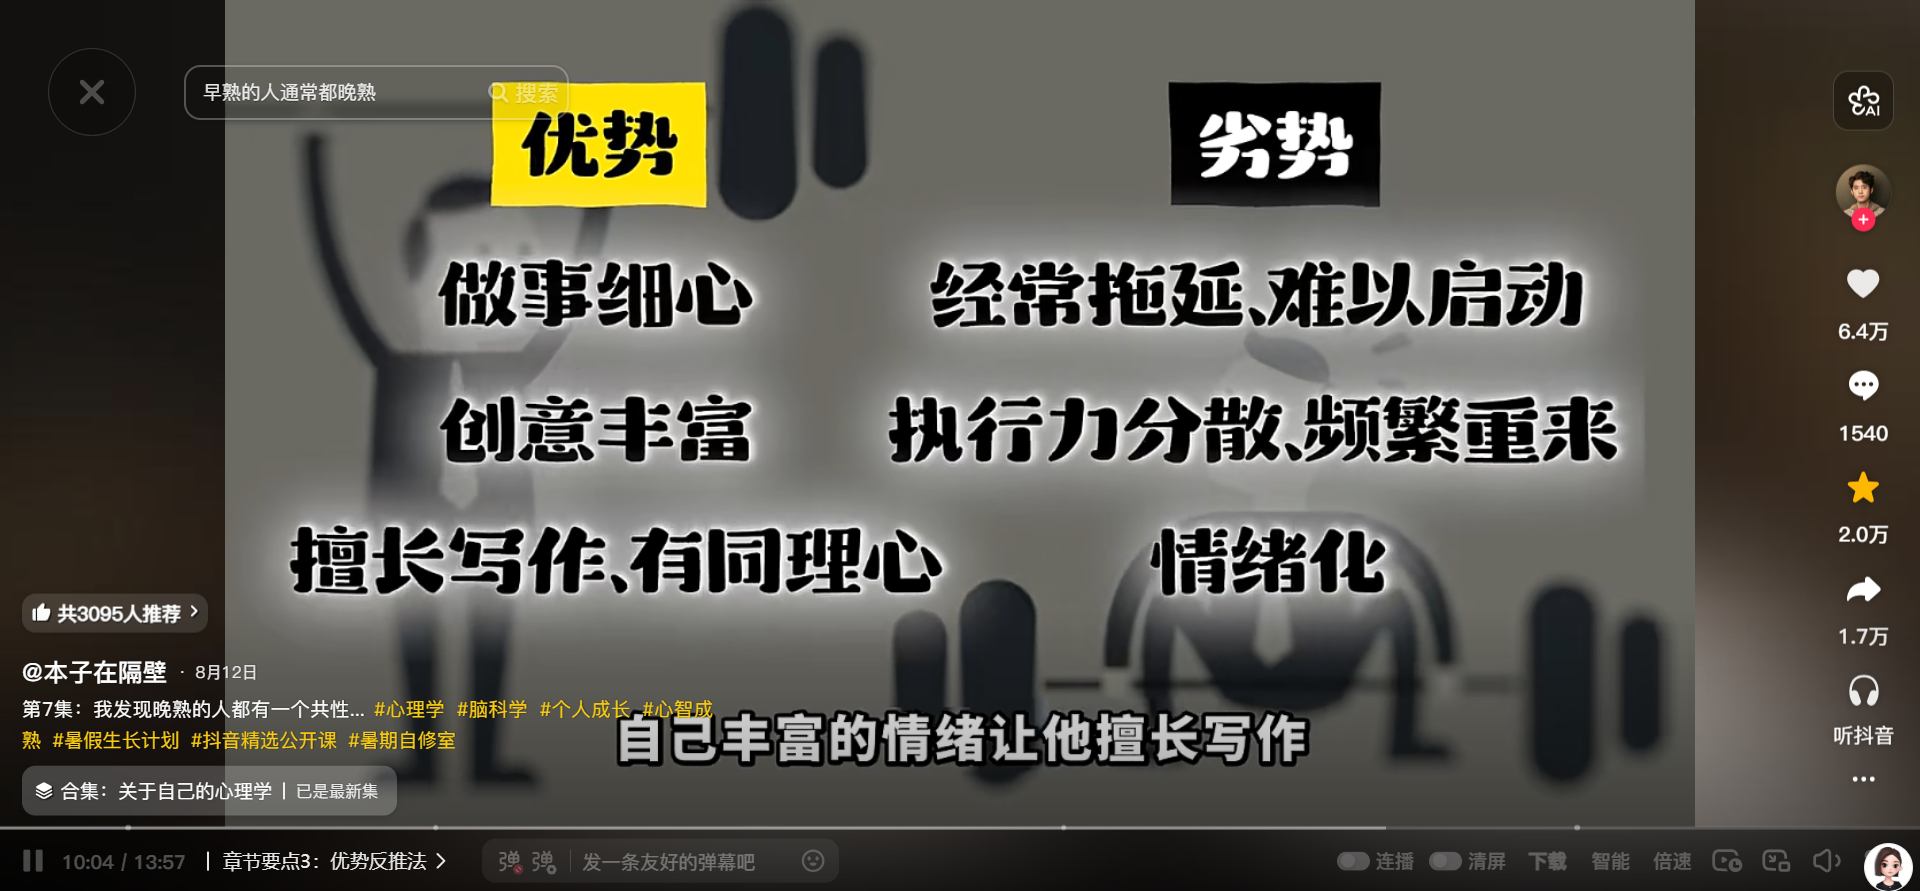 早熟的人通常都晚熟
搜索
优势
劣势
做事细心
经常拖延、难以启动
创意丰富
执行力分散、频繁重来
擅长写作、有同理心
情绪化
自己丰富的情绪让他擅长写作
共3095人推荐
@本子在隔壁 · 8月12日
第7集：我发现晚熟的人都有一个共性... #心理学 #脑科学 #个人成长 #心智成
熟 #暑假生长计划 #抖音精选公开课 #暑期自修室
合集：关于自己的心理学 | 已是最新集
AI
6.4万
1540
2.0万
1.7万
听抖音
10:04 / 13:57 | 章节要点3：优势反推法
弹 弹 发一条友好的弹幕吧
连播 清屏 下载 智能 倍速